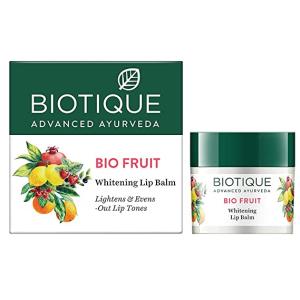 BIOTIQUE
ADVANCED AYURVEDA
BIO FRUIT
Whitening Lip Balm
Lightens & Evens
-Out Lip Tones
BIOTIQUE
ADVANCED AYURVEDA
BIO FRUIT
Whitening
Lip Balm